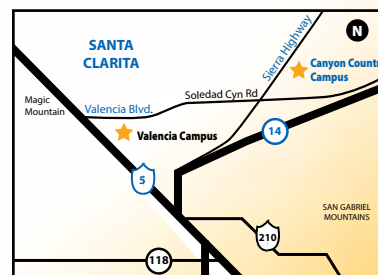 N
SANTA
CLARITA
Sierra Highway
Canyon Count
Campus
Soledad Cyn Rd
Magic
Mountain
Valencia Blvd.
Valencia Campus
14
5
SAN GABRIEL
MOUNTAINS
210
118